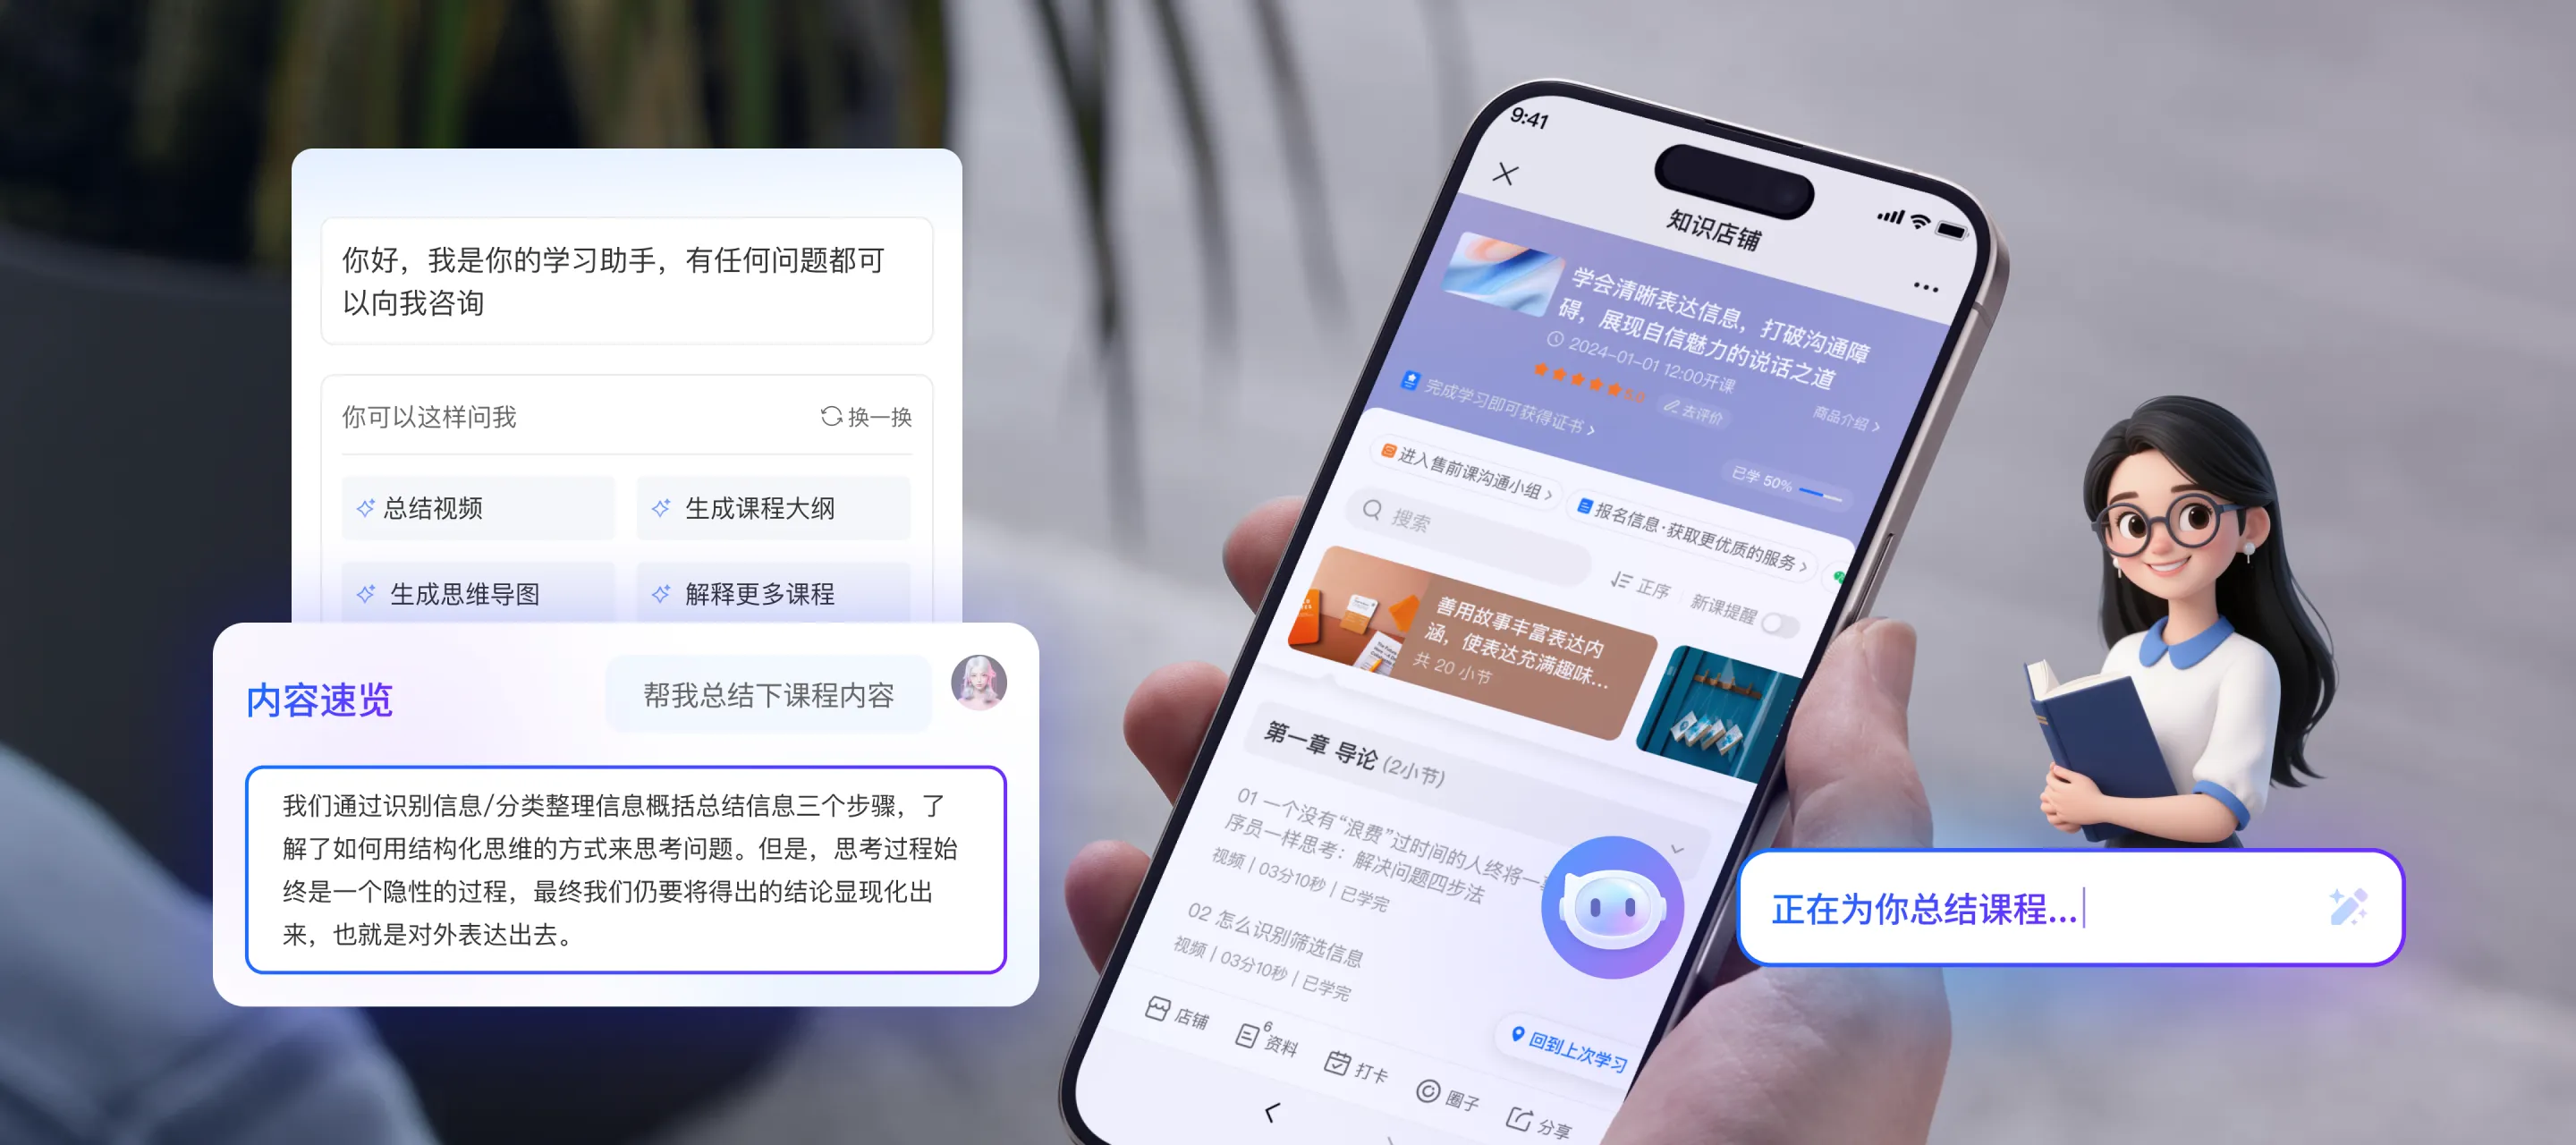 你好，我是你的学习助手，有任何问题都可
以向我咨询
你可以这样问我
换一换
总结视频
生成课程大纲
生成思维导图
解释更多课程
内容速览
帮我总结下课程内容
我们通过识别信息/分类整理信息概括总结信息三个步骤，了
解了如何用结构化思维的方式来思考问题。但是，思考过程始
终是一个隐性的过程，最终我们仍要将得出的结论显现化出
来，也就是对外表达出去。
9:41
知识店铺
学会清晰表达信息，打破沟通障
碍，展现自信魅力的说话之道
2024-01-01 12:00开课
5.0
去评价
商品介绍
完成学习即可获得证书
已学 50%
进入售前课沟通小组
报名信息·获取更优质的服务
搜索
正序
新课提醒
善用故事丰富表达内
涵，使表达充满趣味...
共 20 小节
第一章 导论 (2小节)
01 一个没有“浪费”过时间的人终将一
序员一样思考：解决问题四步法
视频 | 03分10秒 | 已学完
02 怎么识别筛选信息
视频 | 03分10秒 | 已学完
回到上次学习
店铺
6
资料
打卡
圈子
分享
正在为你总结课程...